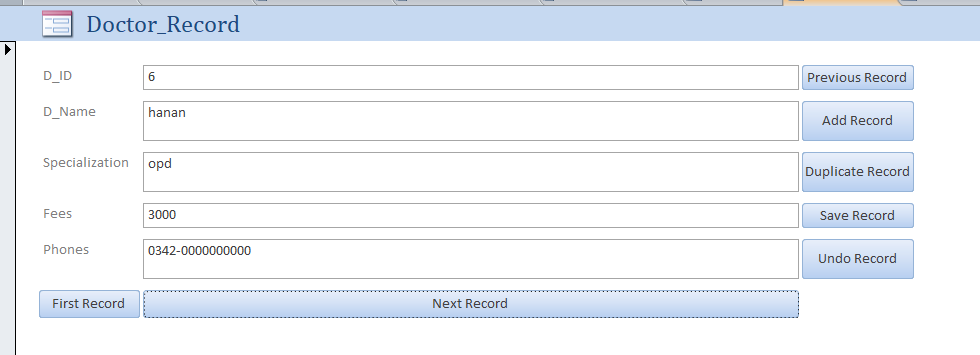 Doctor_Record
D_ID 6 Previous Record
D_Name hanan Add Record
Specialization opd Duplicate Record
Fees 3000 Save Record
Phones 0342-0000000000 Undo Record
First Record Next Record